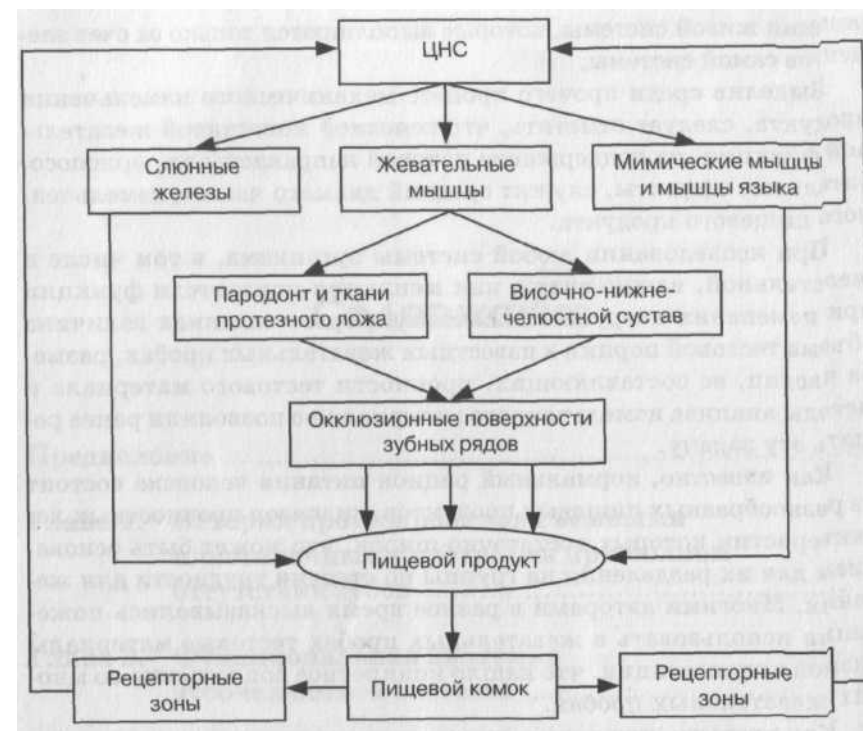 ЦНС
Слюнные
железы
Жевательные
мышцы
Мимические мышцы
и мышцы языка
Пародонт и ткани
протезного ложа
Височно-нижне-
челюстной сустав
Окклюзионные поверхности
зубных рядов
Пищевой продукт
Рецепторные
зоны
Пищевой комок
Рецепторные
зоны